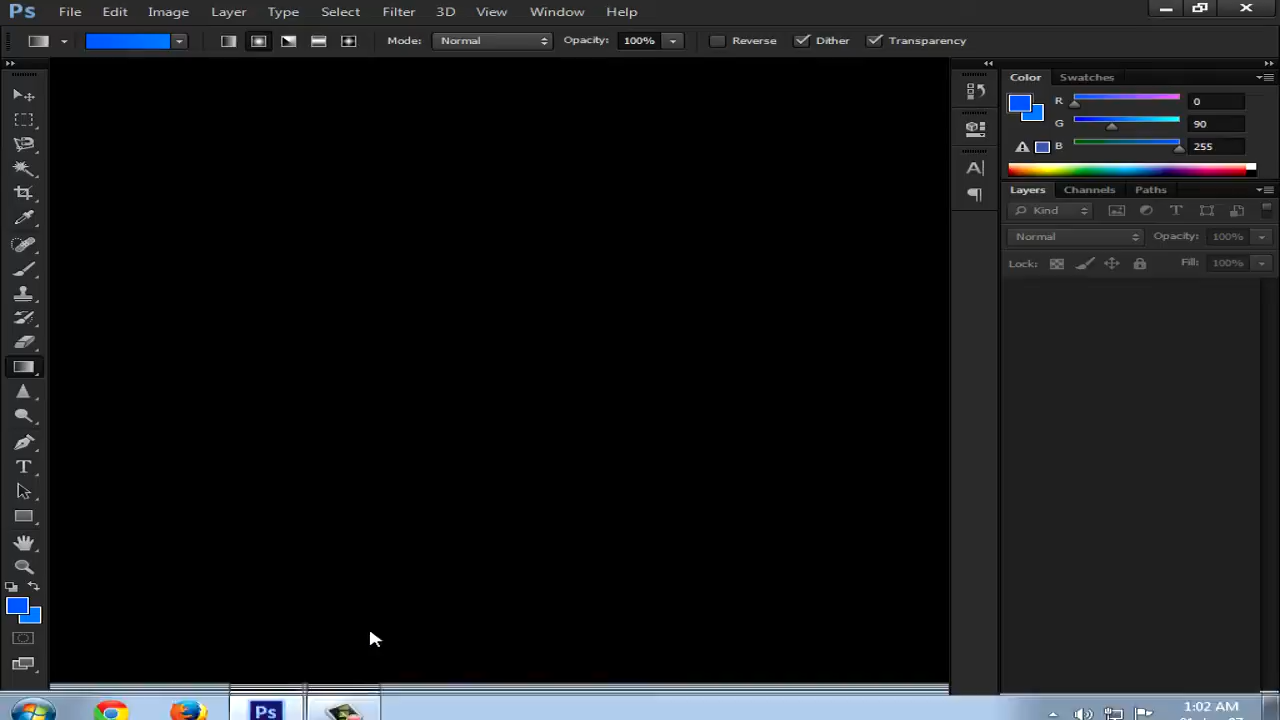 Ps File Edit Image Layer Type Select Filter 3D View Window Help
Mode: Normal Opacity: 100% Reverse Dither Transparency
Color Swatches
R 0
G 90
B 255
Layers Channels Paths
Kind
Normal Opacity: 100%
Lock: Fill: 100%
Ps
1:02 AM